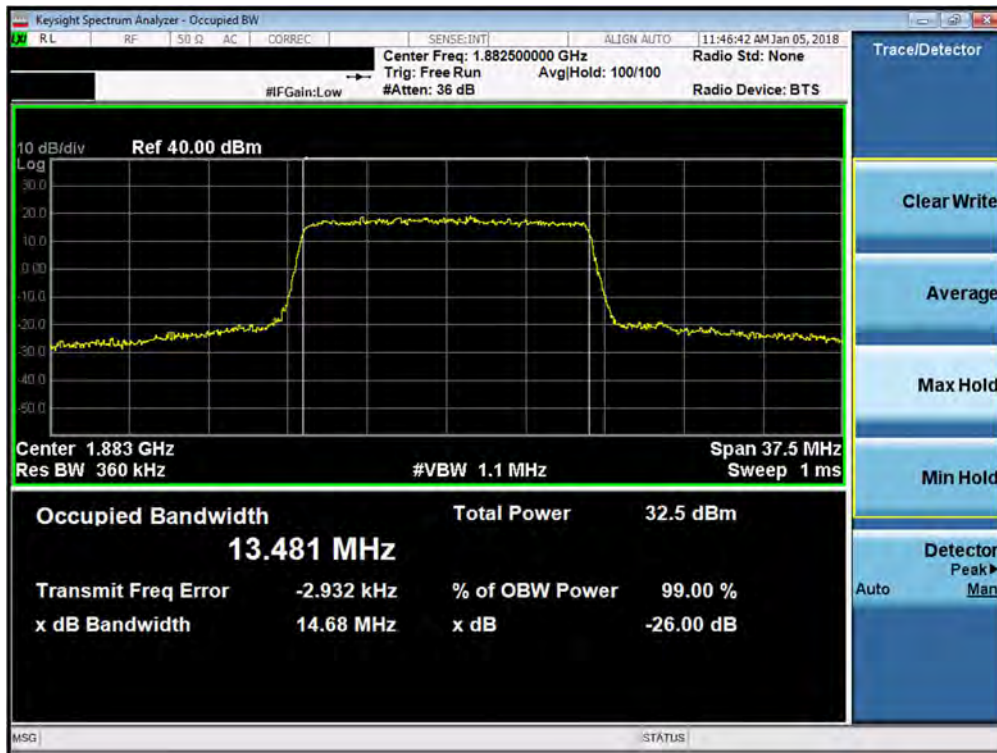 Keysight Spectrum Analyzer - Occupied BW
LXI RL RF 50 Ω AC CORREC SENSE:INT ALIGN AUTO 11:46:42 AM Jan 05, 2018
Center Freq: 1.882500000 GHz Radio Std: None
Trig: Free Run Avg|Hold: 100/100
#IFGain:Low #Atten: 36 dB Radio Device: BTS
Trace/Detector
10 dB/div Ref 40.00 dBm
Log
30.0
20.0
10.0
0.00
-10.0
-20.0
-30.0
-40.0
-50.0
Center 1.883 GHz Span 37.5 MHz
Res BW 360 kHz #VBW 1.1 MHz Sweep 1 ms
Occupied Bandwidth Total Power 32.5 dBm
13.481 MHz
Transmit Freq Error -2.932 kHz % of OBW Power 99.00 %
x dB Bandwidth 14.68 MHz x dB -26.00 dB
Clear Write
Average
Max Hold
Min Hold
Detector
Peak▶
Auto Man
MSG STATUS